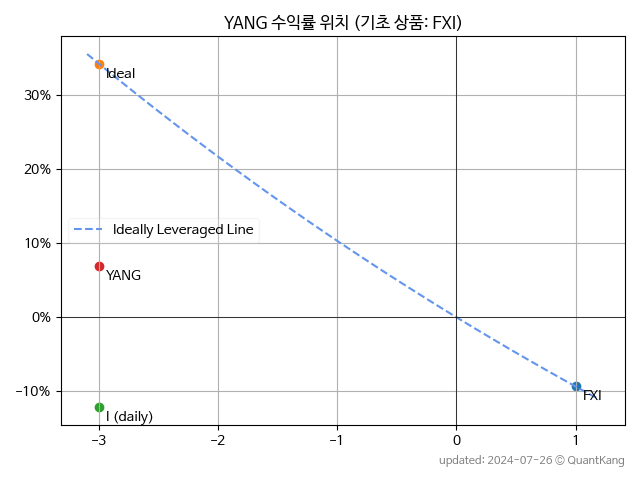 YANG 수익률 위치 (기초 상품: FXI)
30%
20%
10%
0%
−10%
Ideal
Ideally Leveraged Line
YANG
I (daily)
FXI
−3
−2
−1
0
1
updated: 2024-07-26 © QuantKang